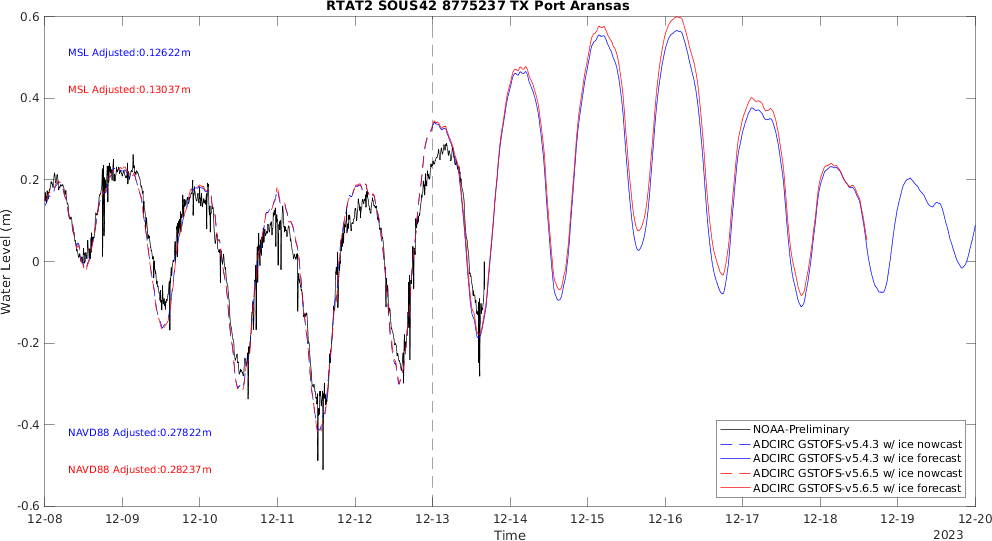 RTAT2 SOUS42 8775237 TX Port Aransas
0.6
0.4
0.2
0
-0.2
-0.4
-0.6
Water Level (m)
MSL Adjusted:0.12622m
MSL Adjusted:0.13037m
NAVD88 Adjusted:0.27822m
NAVD88 Adjusted:0.28237m
NOAA-Preliminary
ADCIRC GSTOFS-v5.4.3 w/ ice nowcast
ADCIRC GSTOFS-v5.4.3 w/ ice forecast
ADCIRC GSTOFS-v5.6.5 w/ ice nowcast
ADCIRC GSTOFS-v5.6.5 w/ ice forecast
12-08 12-09 12-10 12-11 12-12 12-13 12-14 12-15 12-16 12-17 12-18 12-19 12-20
Time
2023